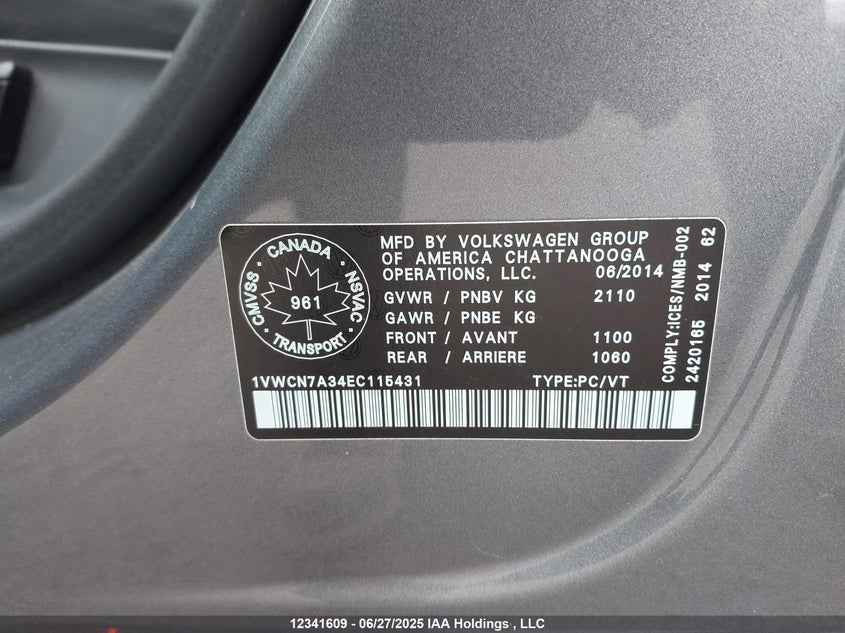 CANADA
CMVSS
NSVAC
961
TRANSPORT
MFD BY VOLKSWAGEN GROUP
OF AMERICA CHATTANOOGA
OPERATIONS, LLC. 06/2014
GVWR / PNBV KG 2110
GAWR / PNBE KG
FRONT / AVANT 1100
REAR / ARRIERE 1060
1VWCN7A34EC115431 TYPE:PC/VT
COMPLY:ICES/NMB-002
2420165 2014 62
12341609 - 06/27/2025 IAA Holdings , LLC